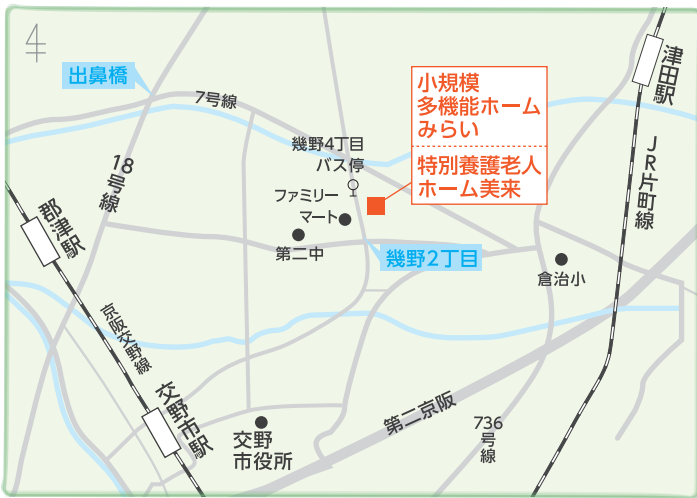 出鼻橋
7号線
18号線
津田駅
JR片町線
小規模
多機能ホーム
みらい
特別養護老人
ホーム美来
幾野4丁目
バス停
ファミリー
マート
第二中
幾野2丁目
倉治小
郡津駅
京阪交野線
交野市駅
交野
市役所
第二京阪
736
号
線